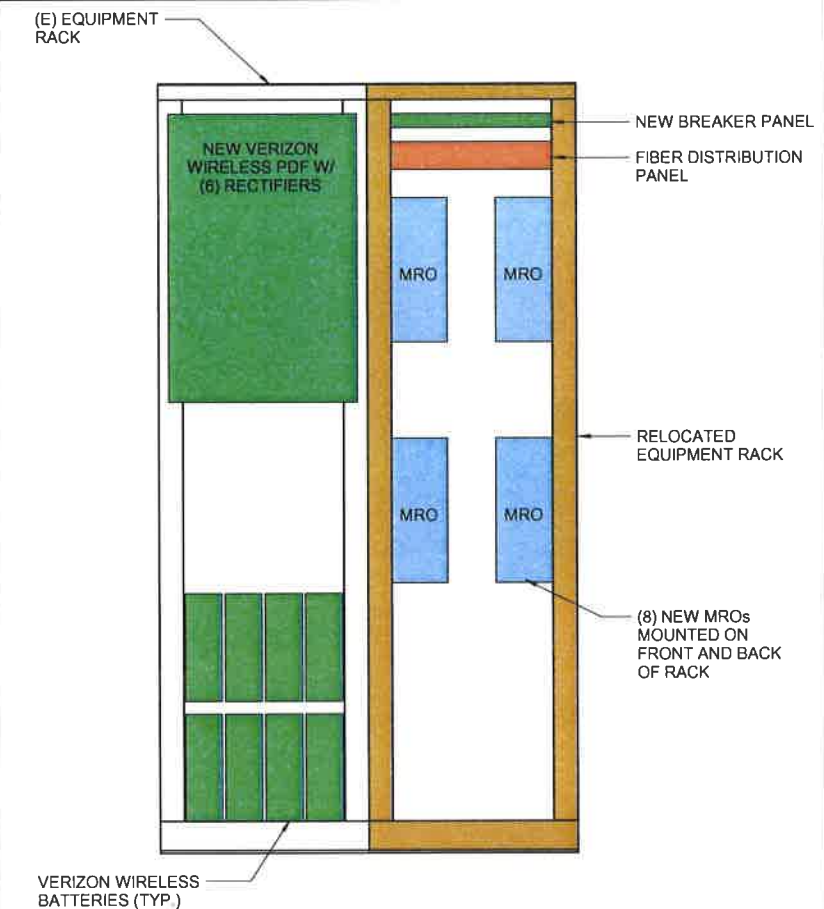 (E) EQUIPMENT
RACK
NEW VERIZON
WIRELESS PDF W/
(6) RECTIFIERS
NEW BREAKER PANEL
FIBER DISTRIBUTION
PANEL
MRO
MRO
RELOCATED
EQUIPMENT RACK
MRO
MRO
(8) NEW MROs
MOUNTED ON
FRONT AND BACK
OF RACK
VERIZON WIRELESS
BATTERIES (TYP.)